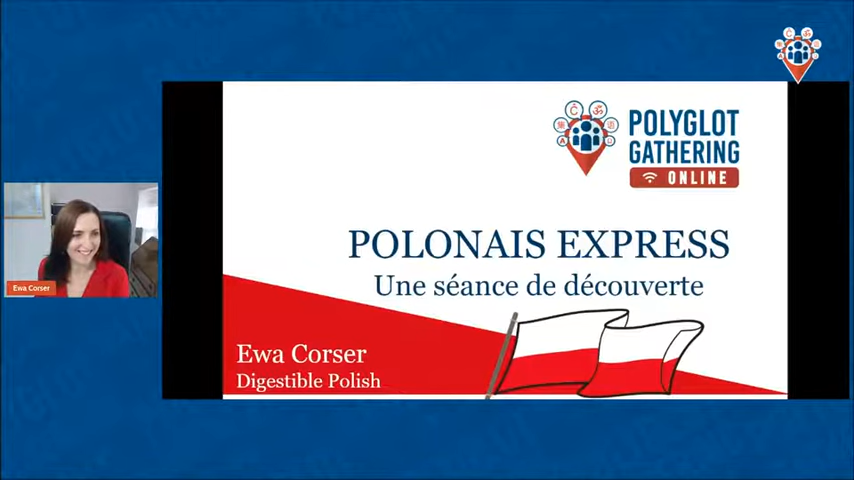 POLYGLOT
GATHERING
ONLINE
POLONAIS EXPRESS
Une séance de découverte
Ewa Corser
Digestible Polish
Ewa Corser